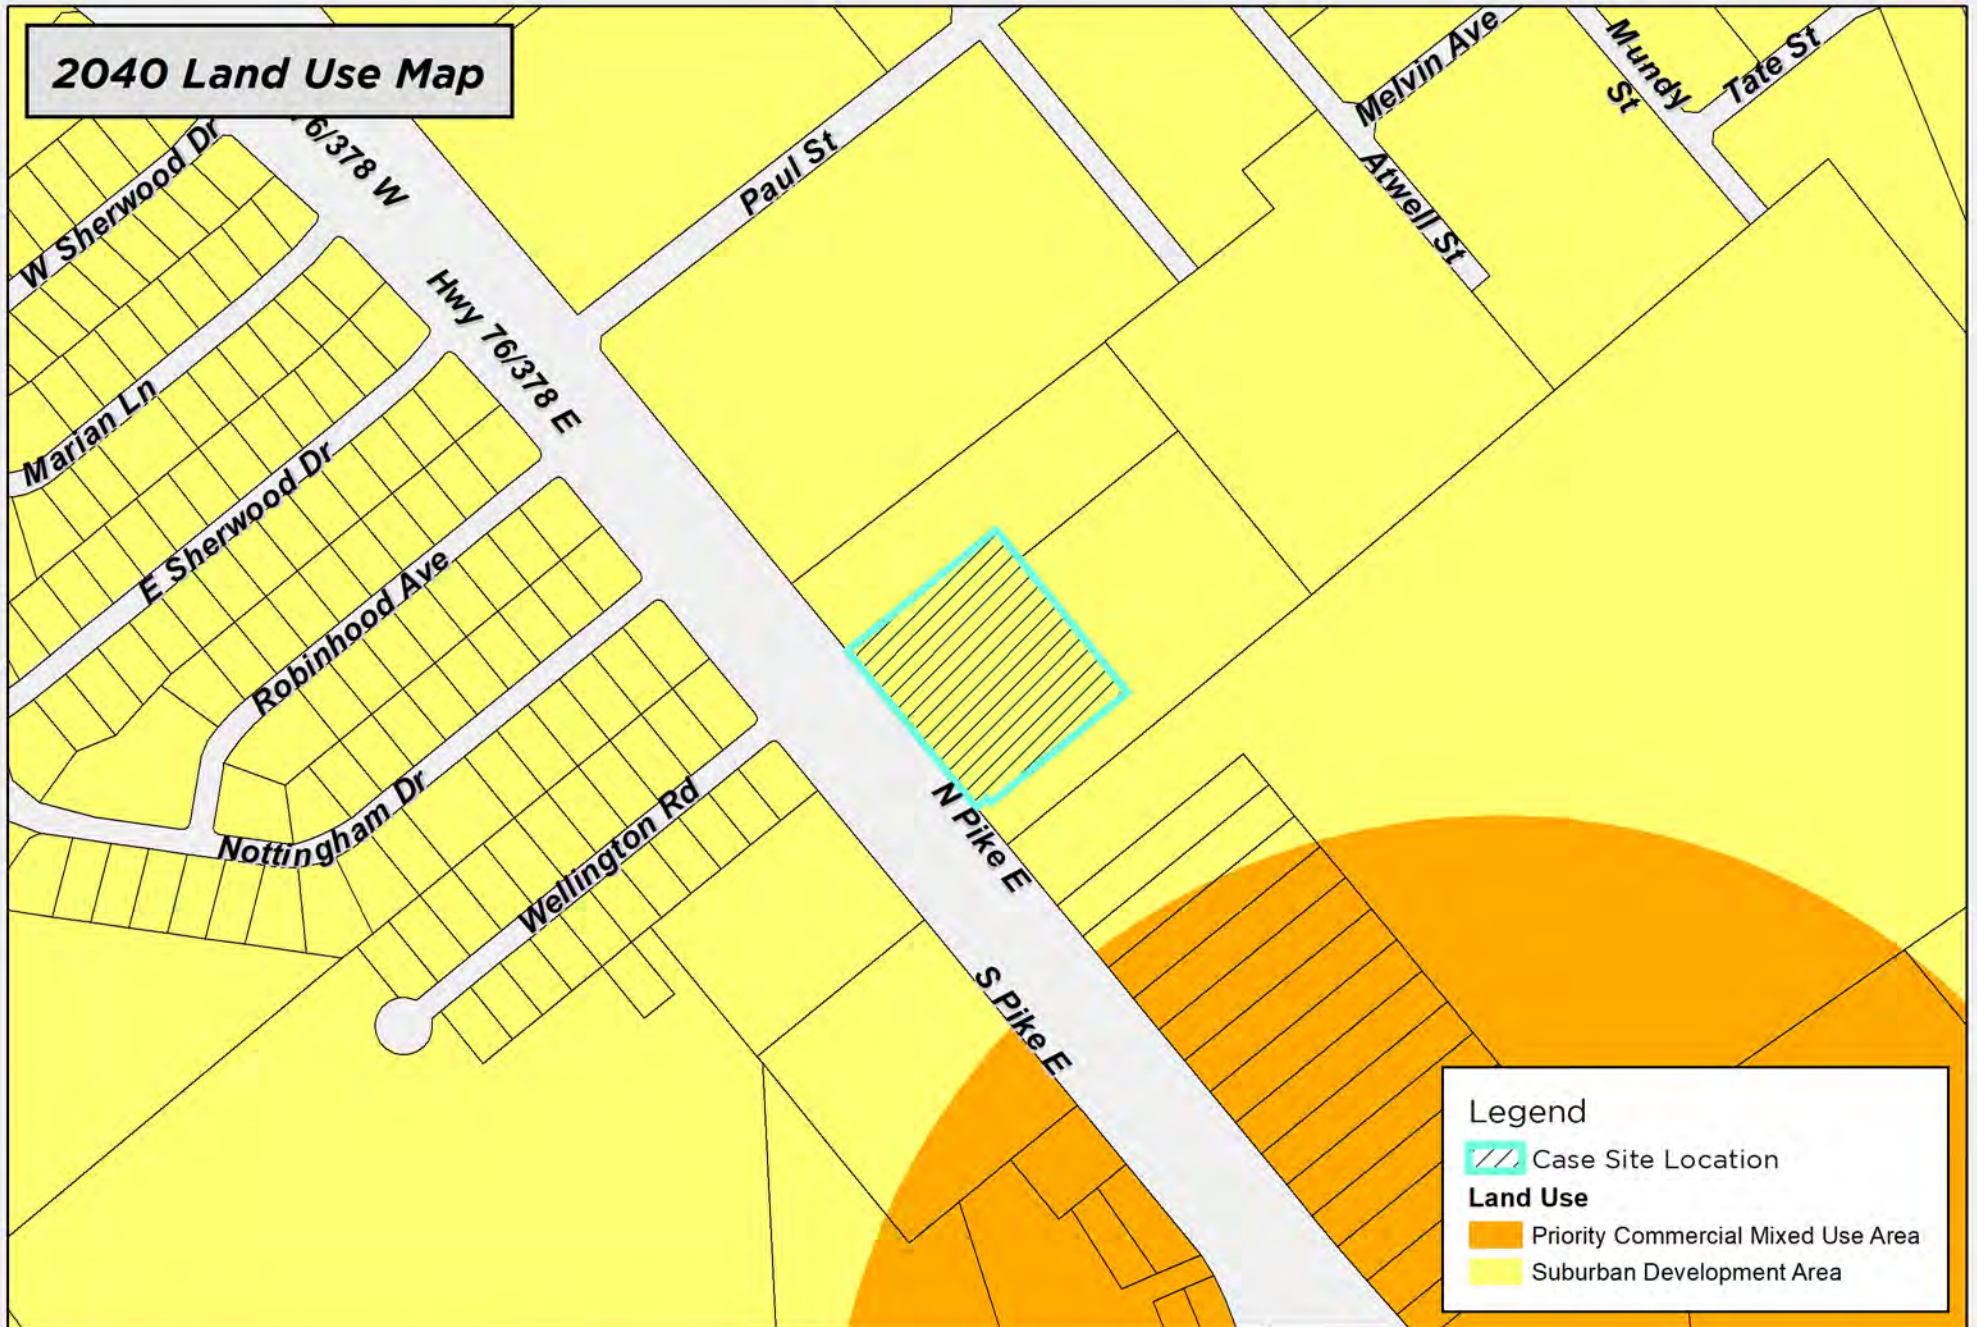 2040 Land Use Map
Melvin Ave
Mundy
St
Tate St
W Sherwood Dr
76/378 W
Paul St
Atwell St
Hwy 76/378 E
Marian Ln
E Sherwood Dr
Robinhood Ave
Nottingham Dr
Wellington Rd
N Pike E
S Pike E
Legend
Case Site Location
Land Use
Priority Commercial Mixed Use Area
Suburban Development Area